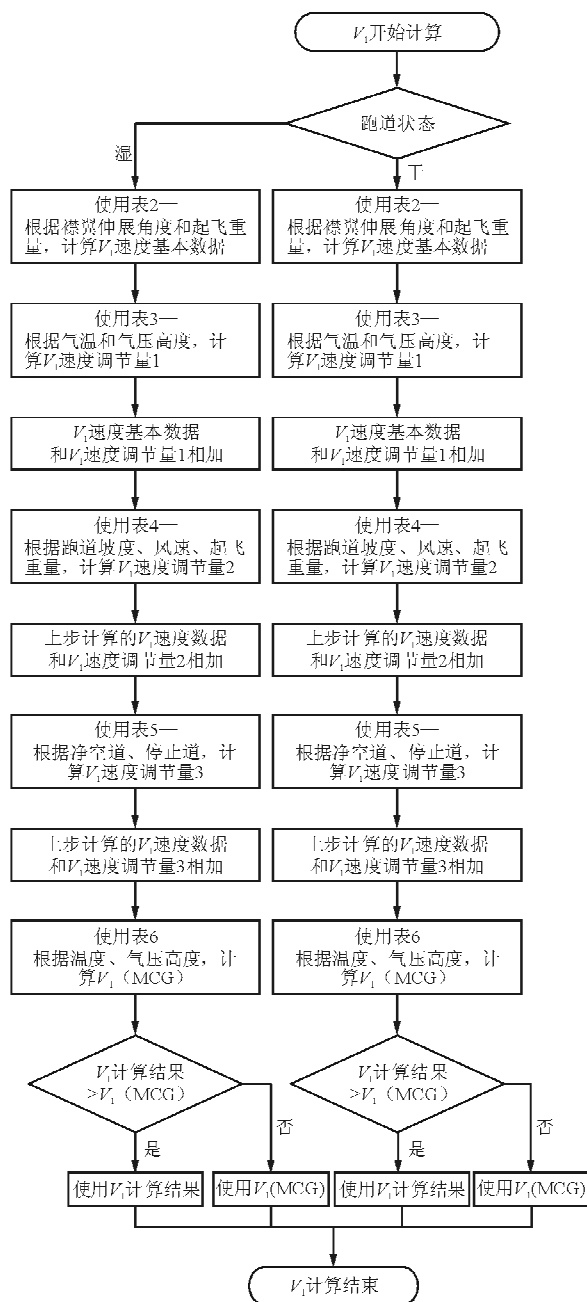 V1开始计算
跑道状态
湿
干
使用表2—
根据襟翼伸展角度和起飞重
量，计算V1速度基本数据
使用表3—
根据气温和气压高度，计
算V1速度调节量1
V1速度基本数据
和V1速度调节量1相加
使用表4—
根据跑道坡度、风速、起飞
重量，计算V1速度调节量2
上步计算的V1速度数据
和V1速度调节量2相加
使用表5—
根据净空道、停止道，计
算V1速度调节量3
上步计算的V1速度数据
和V1速度调节量3相加
使用表6
根据温度、气压高度，计
算V1（MCG）
V1计算结果
>V1（MCG）
是
否
使用V1计算结果
使用V1(MCG)
使用表2—
根据襟翼伸展角度和起飞重
量，计算V1速度基本数据
使用表3—
根据气温和气压高度，计
算V1速度调节量1
V1速度基本数据
和V1速度调节量1相加
使用表4—
根据跑道坡度、风速、起飞
重量，计算V1速度调节量2
上步计算的V1速度数据
和V1速度调节量2相加
使用表5—
根据净空道、停止道，计
算V1速度调节量3
上步计算的V1速度数据
和V1速度调节量3相加
使用表6
根据温度、气压高度，计
算V1（MCG）
V1计算结果
>V1（MCG）
是
否
使用V1计算结果
使用V1(MCG)
V1计算结束